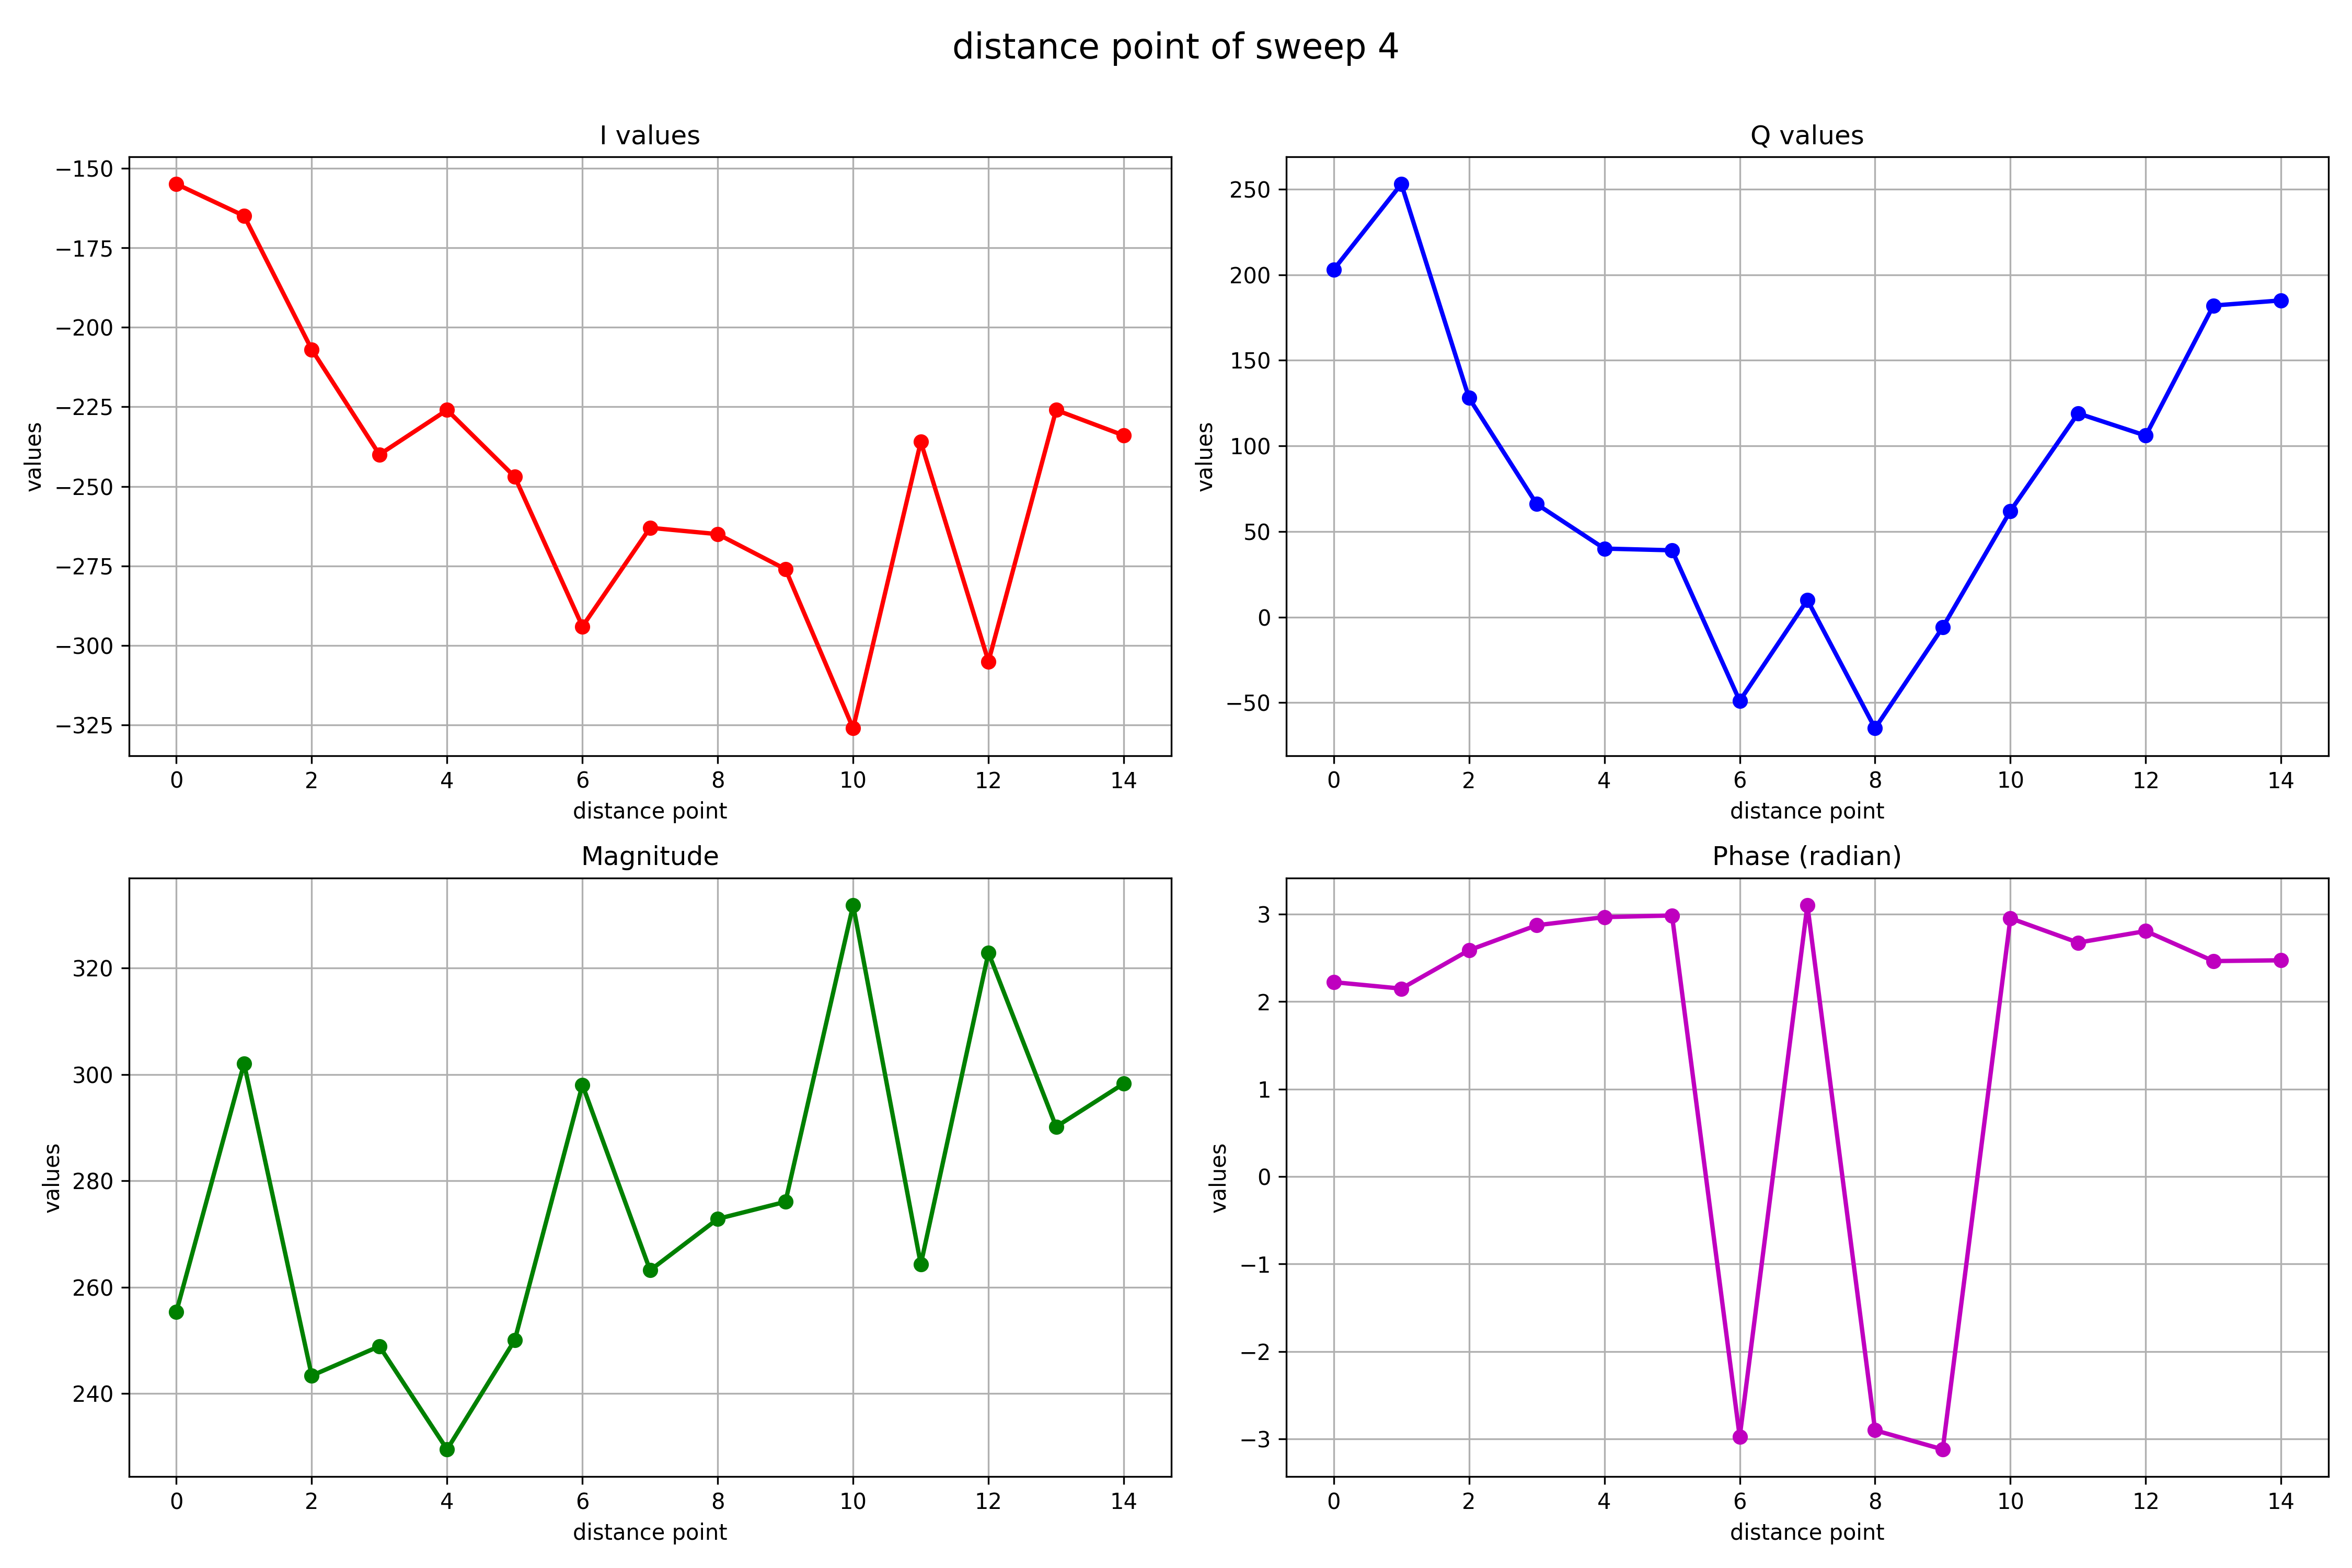 distance point of sweep 4
I values
−150
−175
−200
−225
−250
−275
−300
−325
values
0 2 4 6 8 10 12 14
distance point
Q values
250
200
150
100
50
0
−50
values
0 2 4 6 8 10 12 14
distance point
Magnitude
320
300
280
260
240
values
0 2 4 6 8 10 12 14
distance point
Phase (radian)
3
2
1
0
−1
−2
−3
values
0 2 4 6 8 10 12 14
distance point